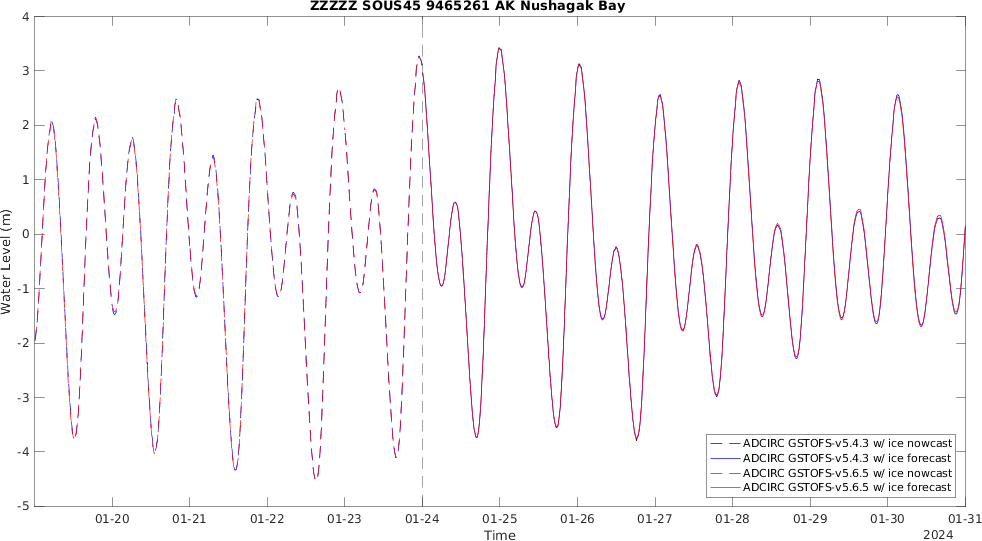 ZZZZZ SOUS45 9465261 AK Nushagak Bay
Water Level (m)
4
3
2
1
0
-1
-2
-3
-4
-5
ADCIRC GSTOFS-v5.4.3 w/ ice nowcast
ADCIRC GSTOFS-v5.4.3 w/ ice forecast
ADCIRC GSTOFS-v5.6.5 w/ ice nowcast
ADCIRC GSTOFS-v5.6.5 w/ ice forecast
01-20 01-21 01-22 01-23 01-24 01-25 01-26 01-27 01-28 01-29 01-30 01-31
Time
2024